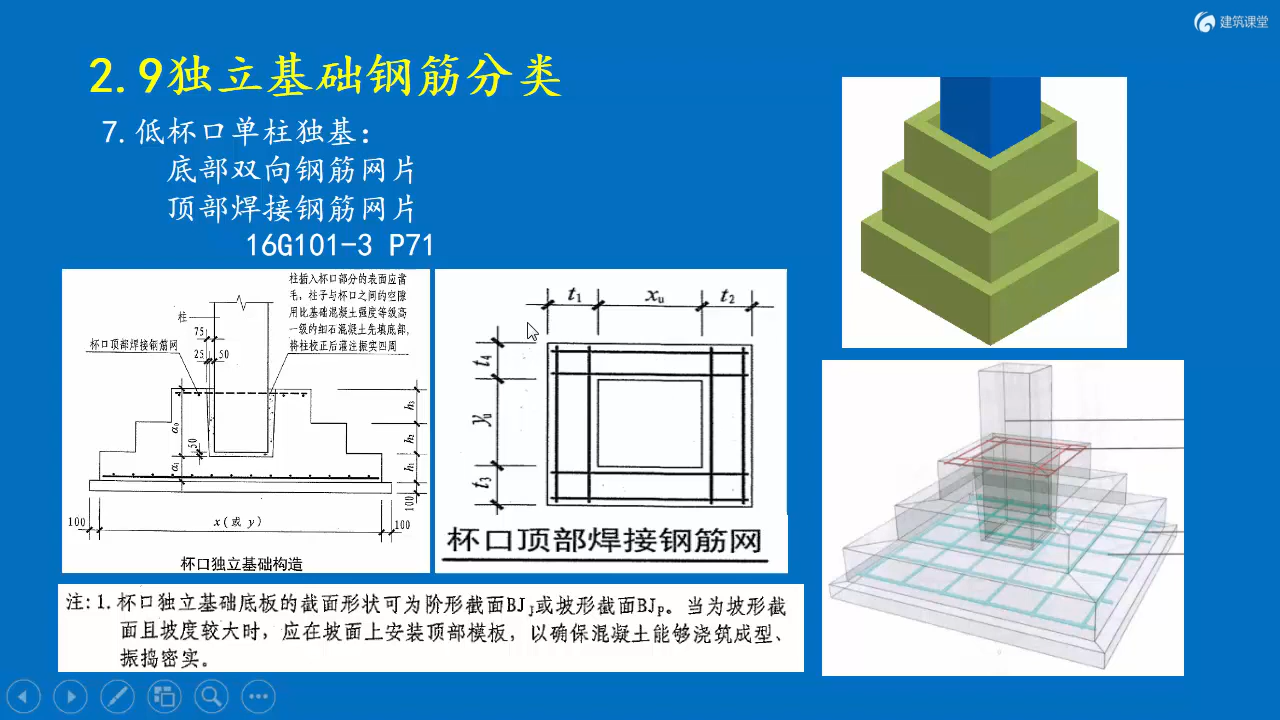 建筑课堂
2.9独立基础钢筋分类
7.低杯口单柱独基:
底部双向钢筋网片
顶部焊接钢筋网片
16G101-3 P71
柱插入杯口部分的表面应凿
毛，柱子与杯口之间的空隙
用比基础混凝土强度等级高
一级的细石混凝土先填底部，
将柱校正后灌注振实四周
柱
75
杯口顶部焊接钢筋网
25
50
a₀
h₃
h₂
50
a₁
h₁
100
100
x(或 y)
100
杯口独立基础构造
t₁
xᵤ
t₂
t₄
yᵤ
t₃
杯口顶部焊接钢筋网
注: 1. 杯口独立基础底板的截面形状可为阶形截面BJ_J或坡形截面BJ_P。当为坡形截
面且坡度较大时，应在坡面上安装顶部模板，以确保混凝土能够浇筑成型、
振捣密实。